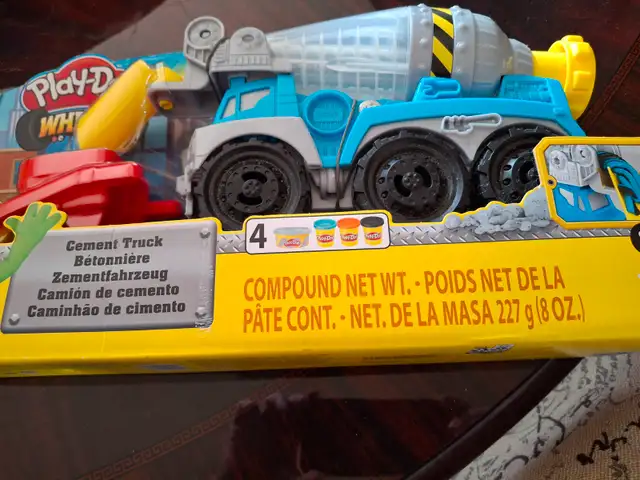 PLAY-D
WH
4
Cement Truck
Bétonnière
Zementfahrzeug
Camión de cemento
Caminhão de cimento
COMPOUND NET WT. · POIDS NET DE LA
PÂTE CONT. · NET. DE LA MASA 227 g (8 OZ.)